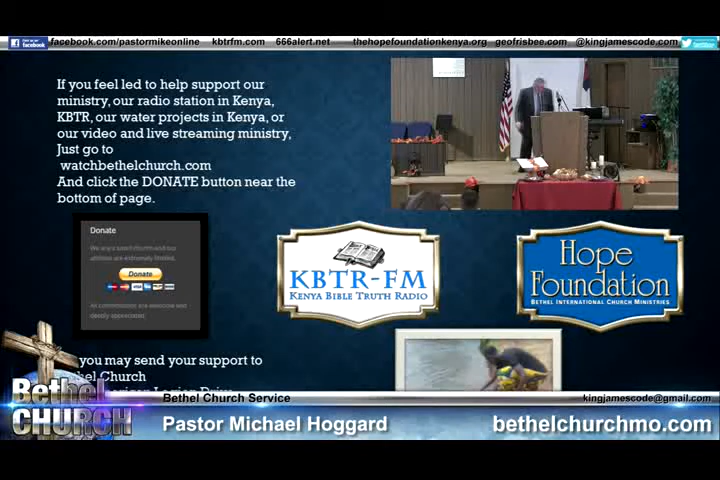 facebook.com/pastormikeonline kbtrfm.com 666alert.net thehopefoundationkenya.org geofrisbee.com @kingjamescode.com
facebook
twitter
If you feel led to help support our
ministry, our radio station in Kenya,
KBTR, our water projects in Kenya, or
our video and live streaming ministry,
Just go to
watchbethelchurch.com
And click the DONATE button near the
bottom of page.
Donate
Donate
KBTR-FM
KENYA BIBLE TRUTH RADIO
Hope
Foundation
BETHEL INTERNATIONAL CHURCH MINISTRIES
you may send your support to
Church
Bethel
CHURCH
Bethel Church Service
kingjamescode@gmail.com
Pastor Michael Hoggard
bethelchurchmo.com